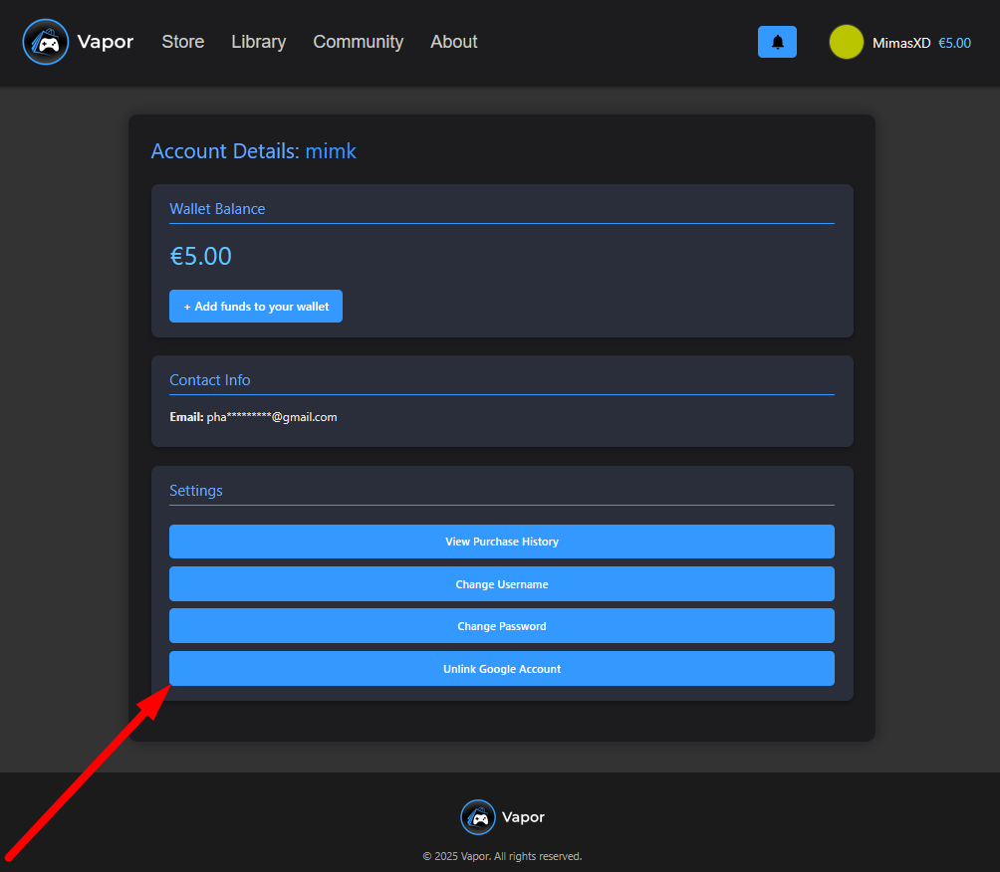 Vapor Store Library Community About MimasXD €5.00
Account Details: mimk
Wallet Balance
€5.00
+ Add funds to your wallet
Contact Info
Email: pha*********@gmail.com
Settings
View Purchase History
Change Username
Change Password
Unlink Google Account
Vapor
© 2025 Vapor. All rights reserved.